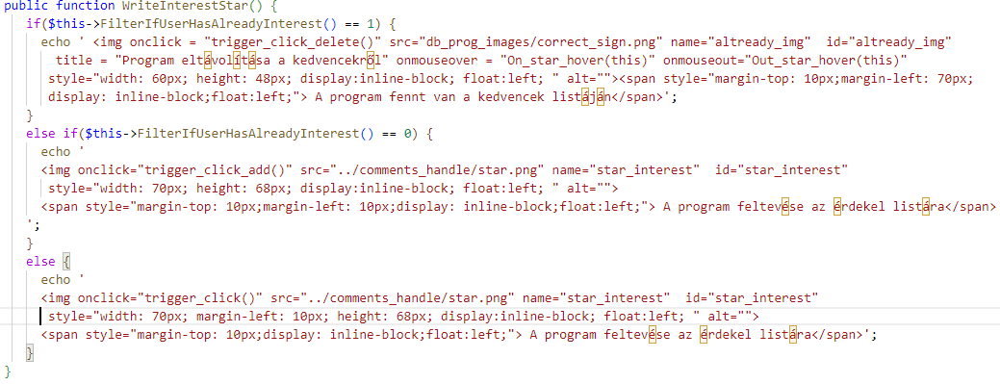 public function WriteInterestStar() {
if($this->FilterIfUserHasAlreadyInterest() == 1) {
echo ' <img onclick = "trigger_click_delete()" src="db_prog_images/correct_sign.png" name="altready_img"  id="altready_img"
title = "Program eltávolítása a kedvencekről" onmouseover = "On_star_hover(this)" onmouseout="Out_star_hover(this)"
style="width: 60px; height: 48px; display:inline-block; float:left; " alt=""><span style="margin-top: 10px;margin-left: 70px;
display: inline-block;float:left;"> A program fennt van a kedvencek listáján</span>';
}
else if($this->FilterIfUserHasAlreadyInterest() == 0) {
echo '
<img onclick="trigger_click_add()" src="../comments_handle/star.png" name="star_interest"  id="star_interest"
style="width: 70px; height: 68px; display:inline-block; float:left; " alt="">
<span style="margin-top: 10px;margin-left: 10px;display: inline-block;float:left;"> A program feltevése az érdekel listára</span>
';
}
else {
echo '
<img onclick="trigger_click()" src="../comments_handle/star.png" name="star_interest"  id="star_interest"
style="width: 70px; margin-left: 10px; height: 68px; display:inline-block; float:left; " alt="">
<span style="margin-top: 10px;display: inline-block;float:left;"> A program feltevése az érdekel listára</span>';
}
}